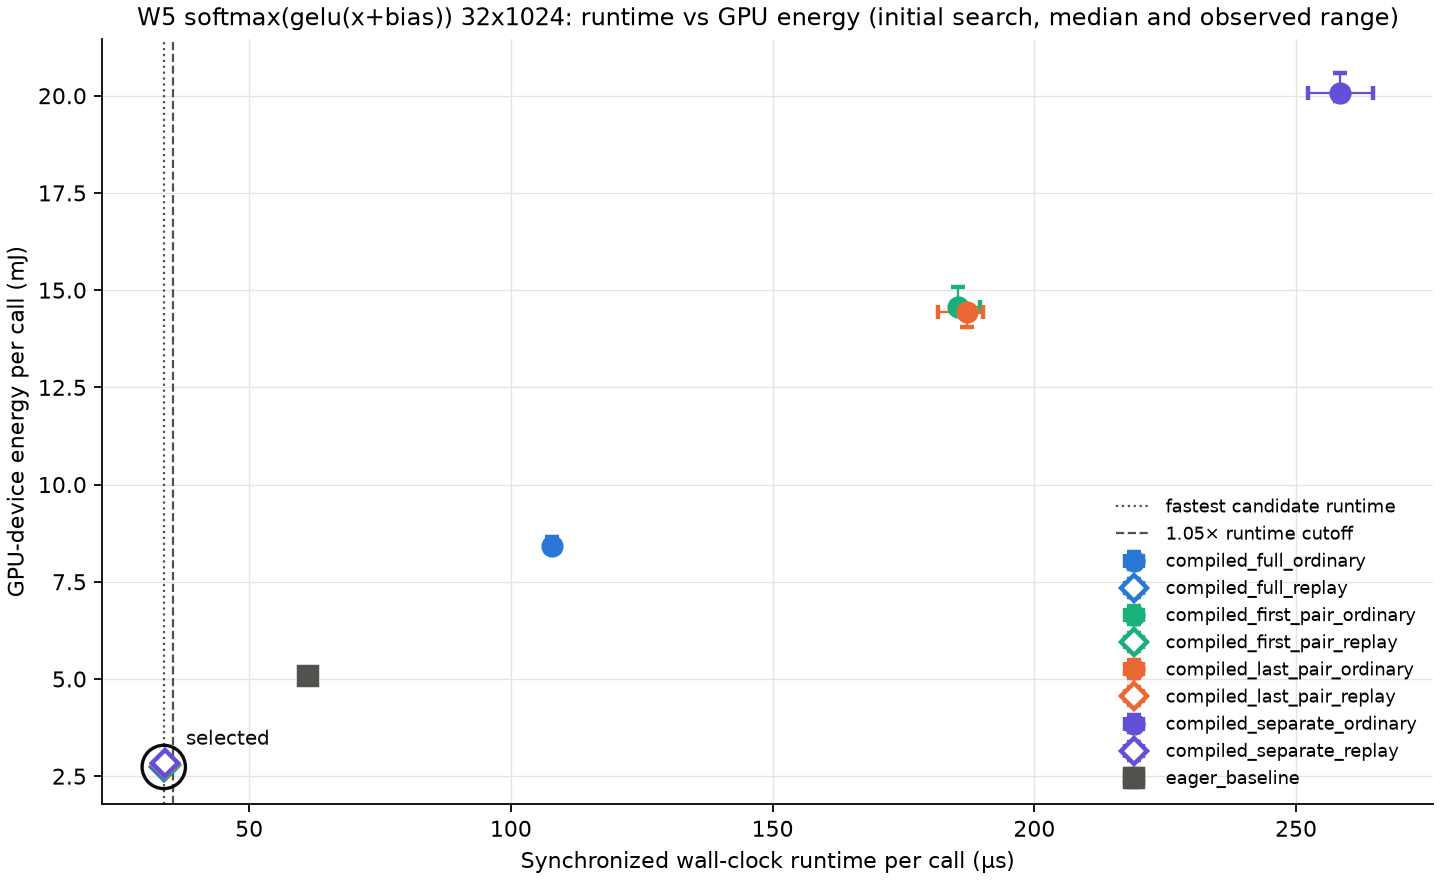 W5 softmax(gelu(x+bias)) 32x1024: runtime vs GPU energy (initial search, median and observed range)
GPU-device energy per call (mJ)
20.0
17.5
15.0
12.5
10.0
7.5
5.0
2.5
selected
fastest candidate runtime
1.05× runtime cutoff
compiled_full_ordinary
compiled_full_replay
compiled_first_pair_ordinary
compiled_first_pair_replay
compiled_last_pair_ordinary
compiled_last_pair_replay
compiled_separate_ordinary
compiled_separate_replay
eager_baseline
50 100 150 200 250
Synchronized wall-clock runtime per call (µs)